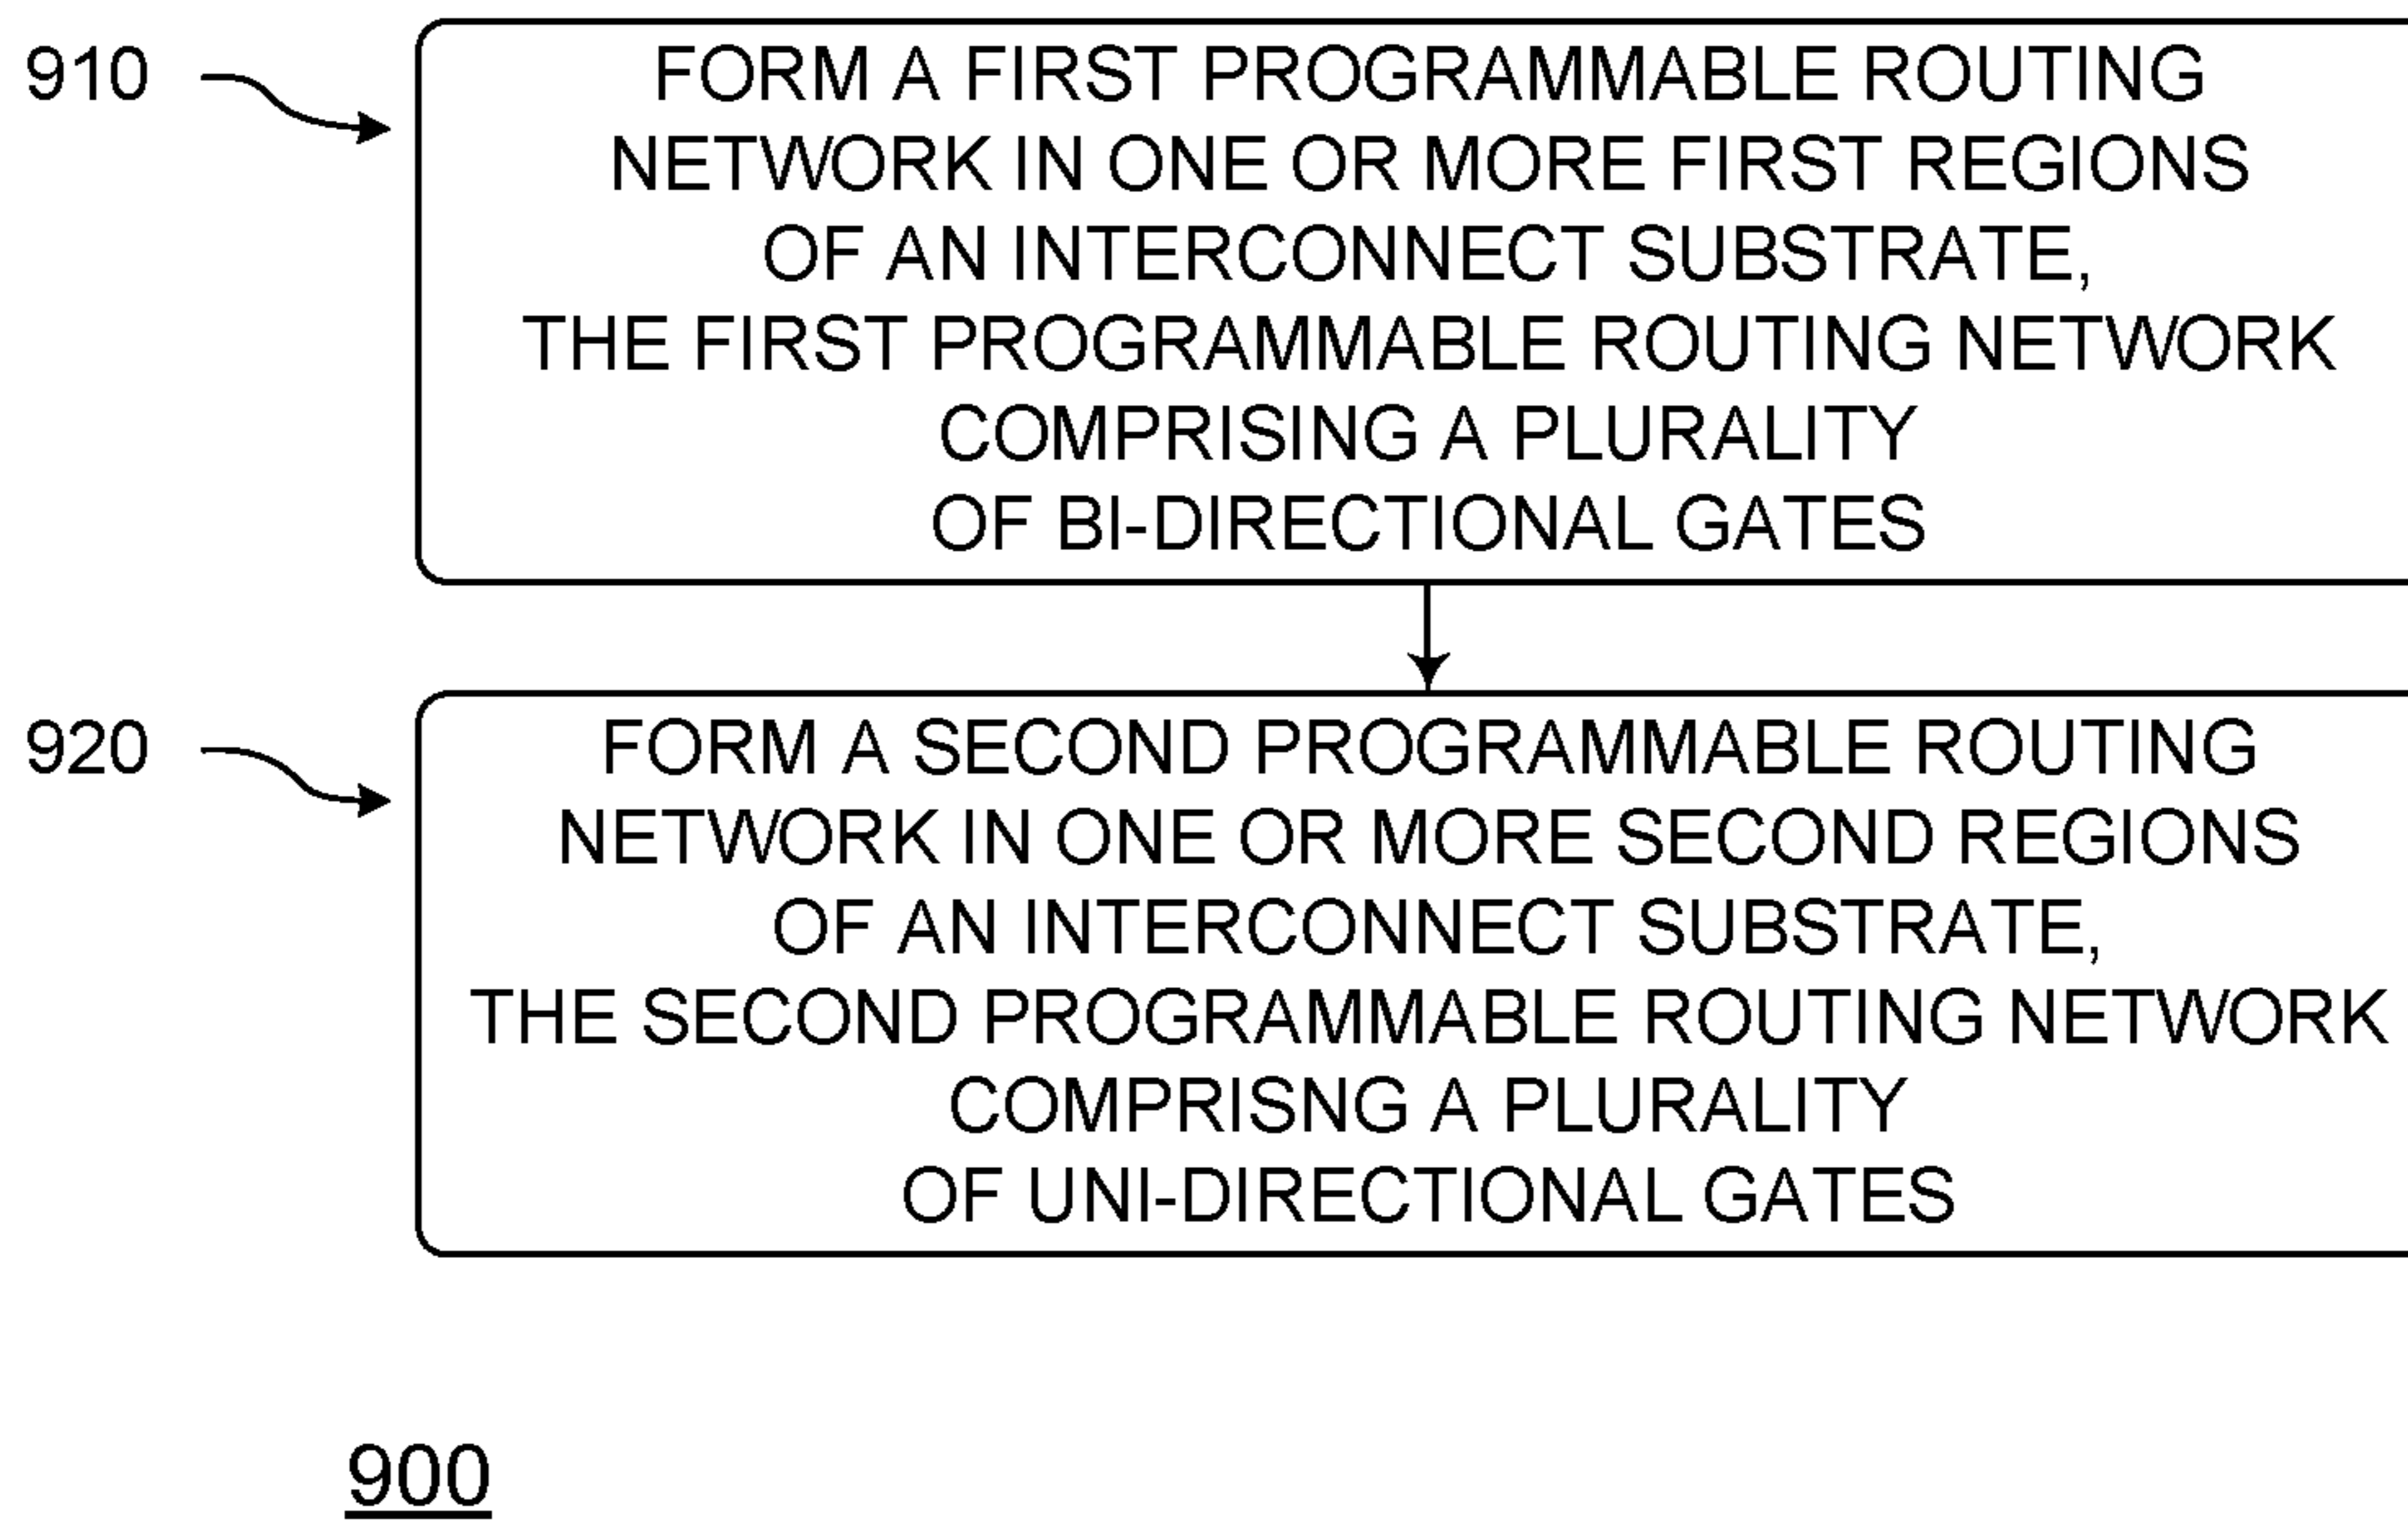 910
FORM A FIRST PROGRAMMABLE ROUTING
NETWORK IN ONE OR MORE FIRST REGIONS
OF AN INTERCONNECT SUBSTRATE,
THE FIRST PROGRAMMABLE ROUTING NETWORK
COMPRISING A PLURALITY
OF BI-DIRECTIONAL GATES
920
FORM A SECOND PROGRAMMABLE ROUTING
NETWORK IN ONE OR MORE SECOND REGIONS
OF AN INTERCONNECT SUBSTRATE,
THE SECOND PROGRAMMABLE ROUTING NETWORK
COMPRISNG A PLURALITY
OF UNI-DIRECTIONAL GATES
900